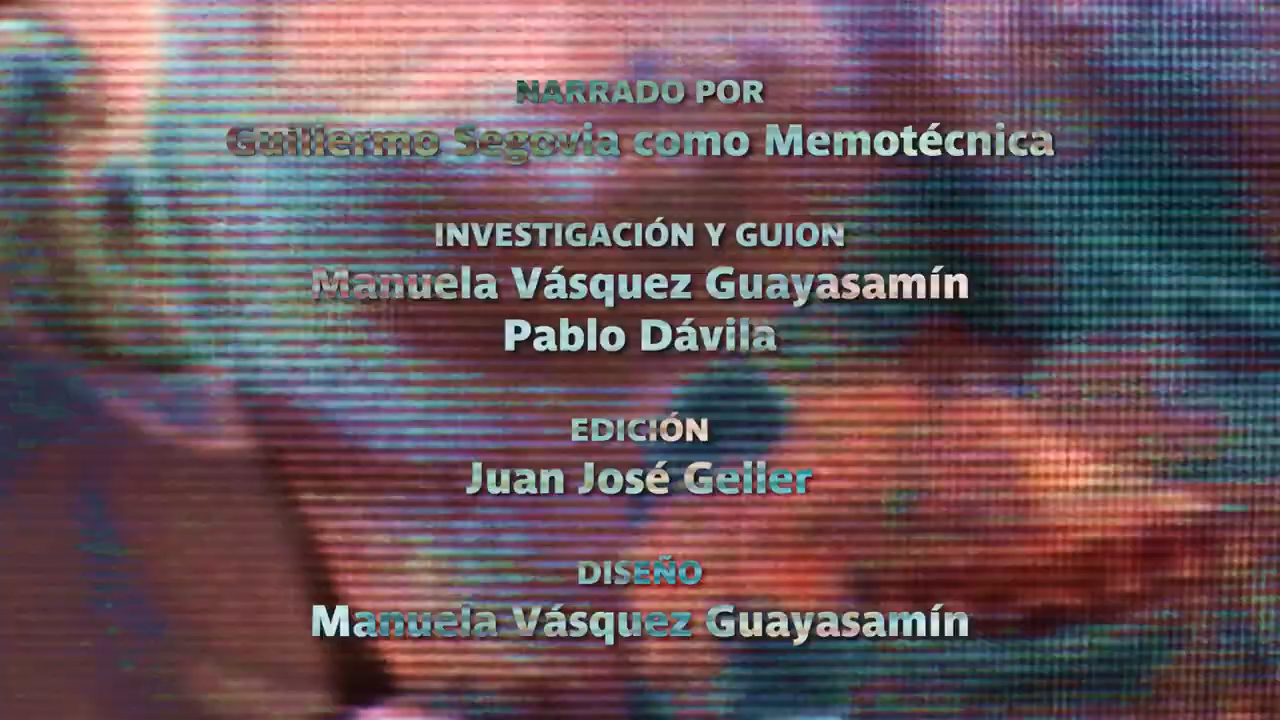 NARRADO POR
Guillermo Segovia como Memotécnica
INVESTIGACIÓN Y GUION
Manuela Vásquez Guayasamín
Pablo Dávila
EDICIÓN
Juan José Geller
DISEÑO
Manuela Vásquez Guayasamín